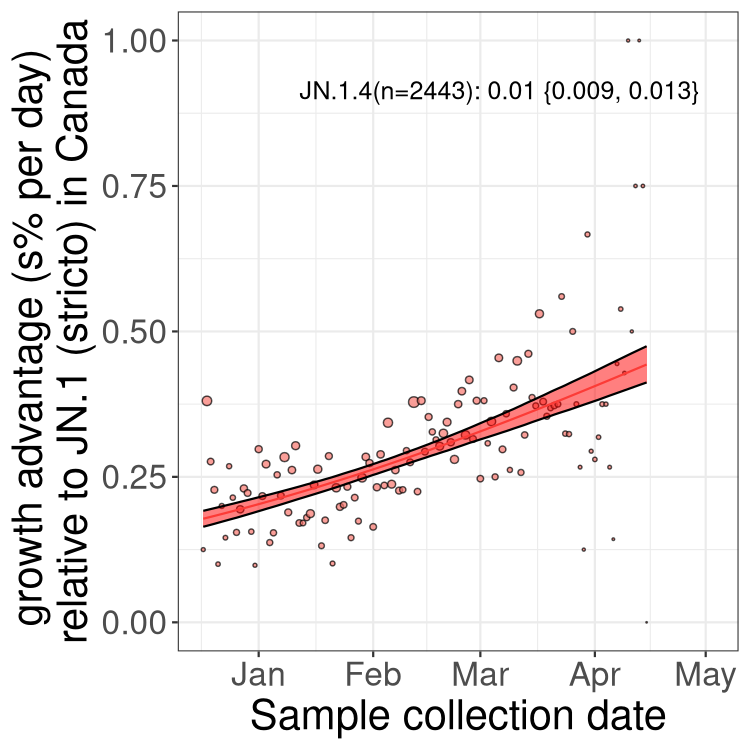 growth advantage (s% per day)
relative to JN.1 (stricto) in Canada
1.00
0.75
0.50
0.25
0.00
JN.1.4(n=2443): 0.01 {0.009, 0.013}
Jan Feb Mar Apr May
Sample collection date